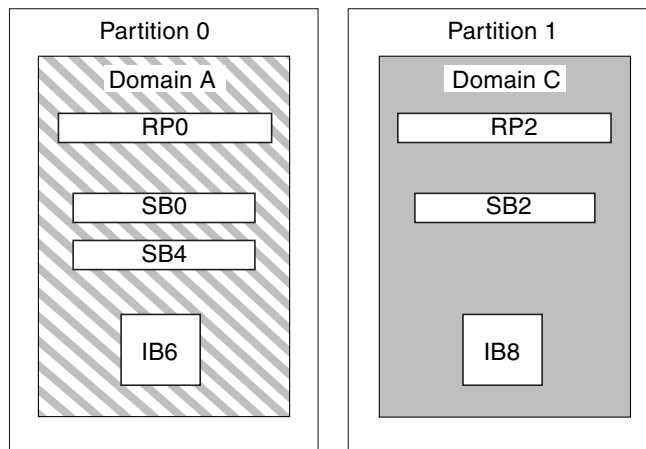 Partition 0
Domain A
RP0
SB0
SB4
IB6
Partition 1
Domain C
RP2
SB2
IB8